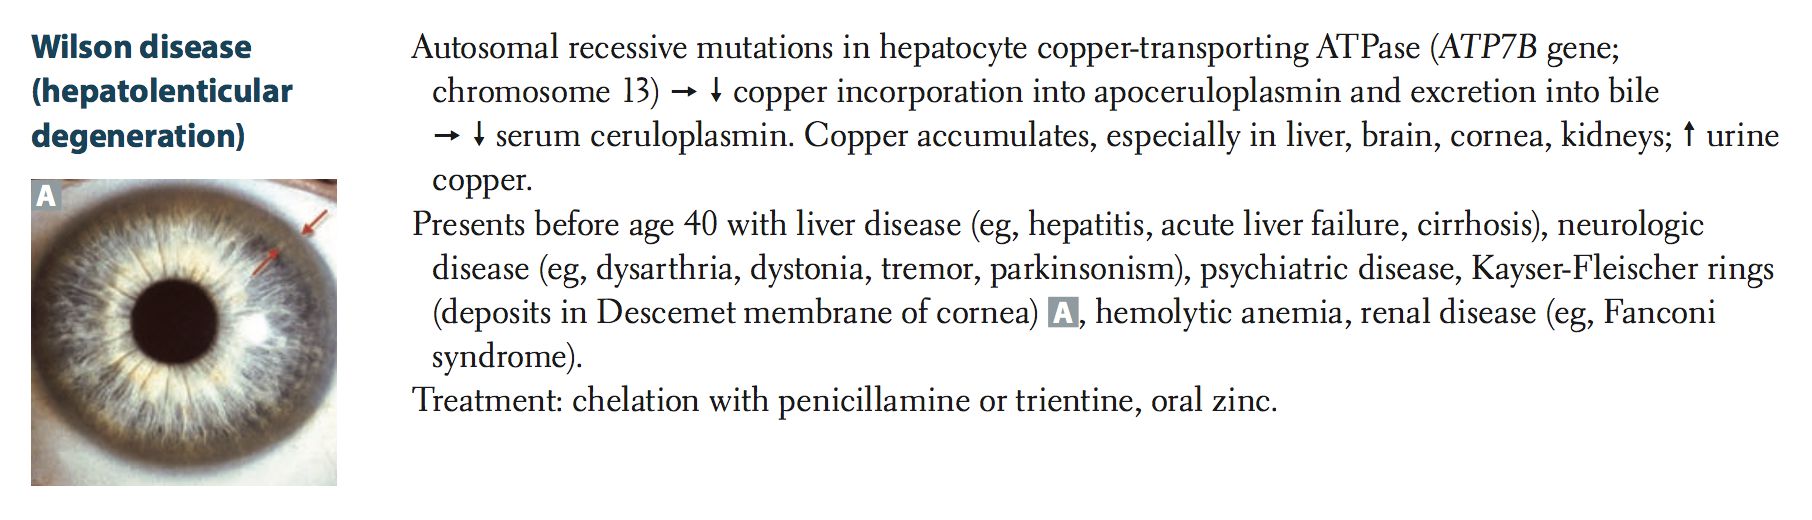 Wilson disease
(hepatolenticular
degeneration)
A
Autosomal recessive mutations in hepatocyte copper-transporting ATPase (ATP7B gene;
chromosome 13) → ↓ copper incorporation into apoceruloplasmin and excretion into bile
→ ↓ serum ceruloplasmin. Copper accumulates, especially in liver, brain, cornea, kidneys; ↑ urine
copper.
Presents before age 40 with liver disease (eg, hepatitis, acute liver failure, cirrhosis), neurologic
disease (eg, dysarthria, dystonia, tremor, parkinsonism), psychiatric disease, Kayser-Fleischer rings
(deposits in Descemet membrane of cornea) A, hemolytic anemia, renal disease (eg, Fanconi
syndrome).
Treatment: chelation with penicillamine or trientine, oral zinc.